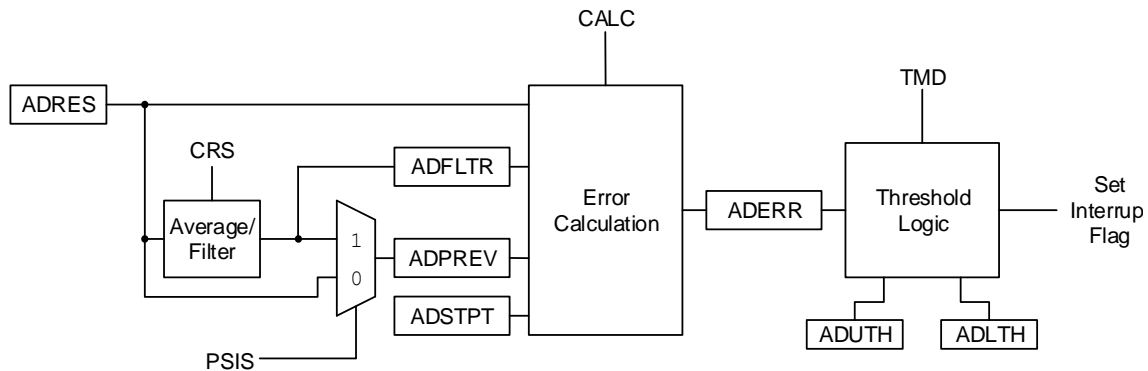 CALC
ADRES
TMD
CRS
ADFLTR
Average/
Filter
Error
Calculation
ADERR
Threshold
Logic
Set
Interrup
Flag
1
0
ADPREV
ADSTPT
PSIS
ADUTH
ADLTH